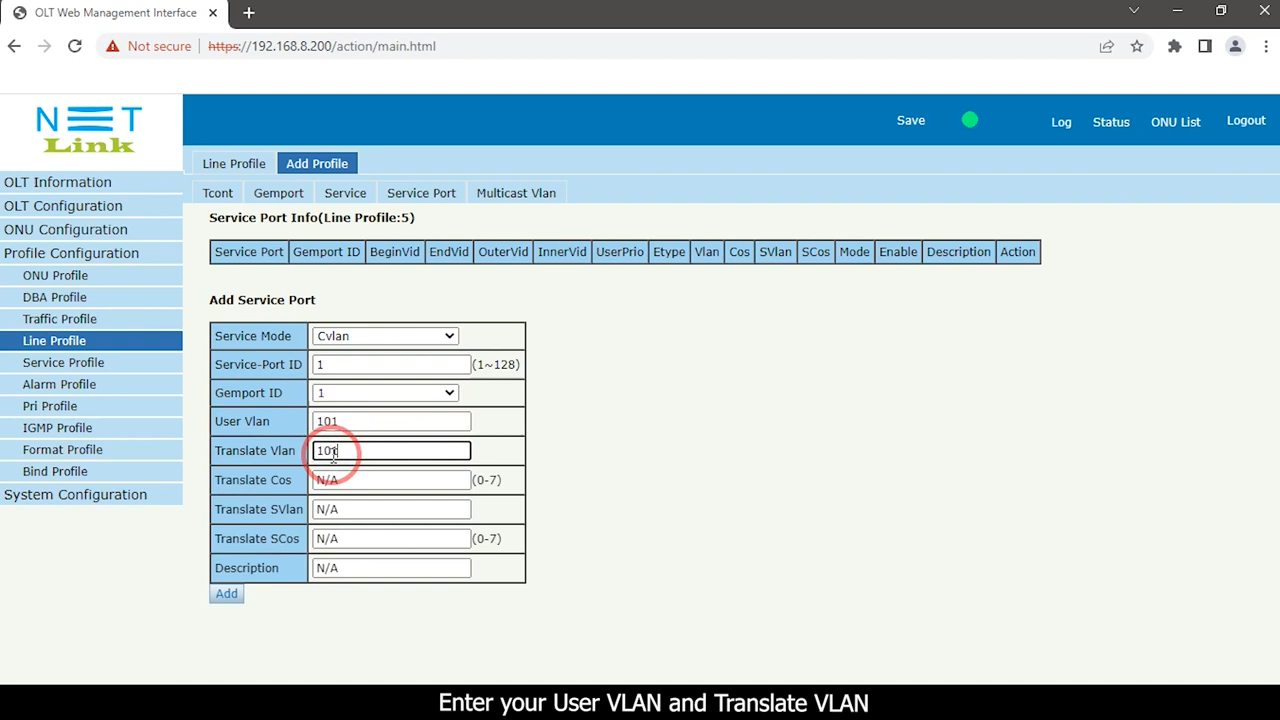 OLT Web Management Interface
Not secure
https://192.168.8.200/action/main.html
NET
Link
Save
Log
Status
ONU List
Logout
Line Profile
Add Profile
Tcont
Gemport
Service
Service Port
Multicast Vlan
OLT Information
OLT Configuration
ONU Configuration
Profile Configuration
ONU Profile
DBA Profile
Traffic Profile
Line Profile
Service Profile
Alarm Profile
Pri Profile
IGMP Profile
Format Profile
Bind Profile
System Configuration
Service Port Info(Line Profile:5)
Service Port Gemport ID BeginVid EndVid OuterVid InnerVid UserPrio Etype Vlan Cos SVlan SCos Mode Enable Description Action
Add Service Port
Service Mode Cvlan
Service-Port ID 1 (1~128)
Gemport ID 1
User Vlan 101
Translate Vlan 101
Translate Cos N/A (0-7)
Translate SVlan N/A
Translate SCos N/A (0-7)
Description N/A
Add
Enter your User VLAN and Translate VLAN